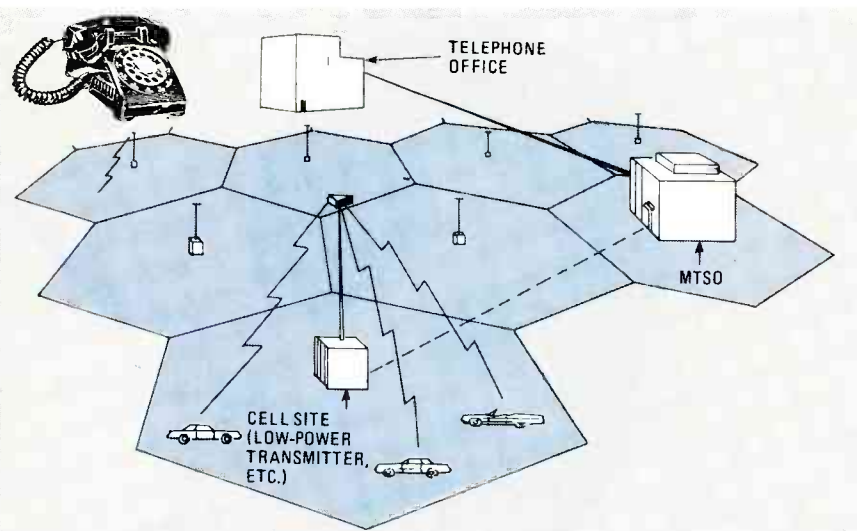 TELEPHONE
OFFICE
MTSO
CELL SITE
(LOW-POWER
TRANSMITTER,
ETC.)